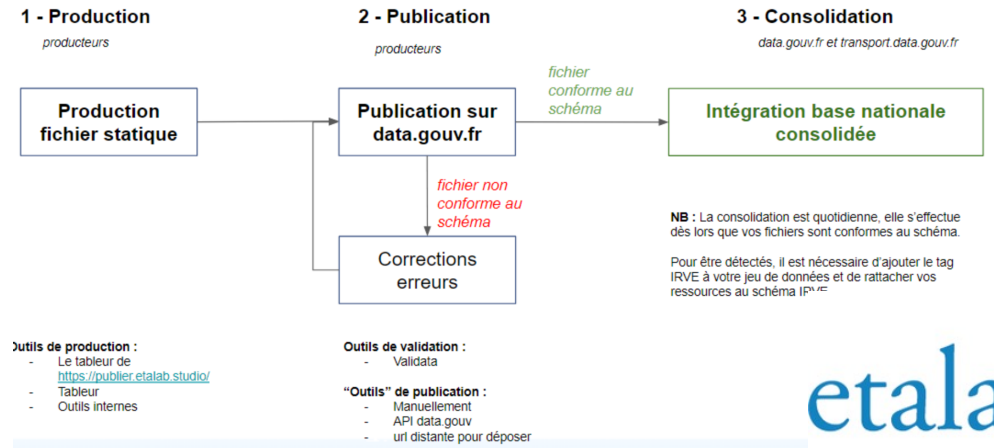 1 - Production
producteurs
Production
fichier statique
2 - Publication
producteurs
Publication sur
data.gouv.fr
fichier
conforme au
schéma
fichier non
conforme au
schéma
Corrections
erreurs
3 - Consolidation
data.gouv.fr et transport.data.gouv.fr
Intégration base nationale
consolidée
NB : La consolidation est quotidienne, elle s'effectue
dès lors que vos fichiers sont conformes au schéma.
Pour être détectés, il est nécessaire d'ajouter le tag
IRVE à votre jeu de données et de rattacher vos
ressources au schéma IRVE
Outils de production :
- Le tableur de
https://publier.etalab.studio/
- Tableur
- Outils internes
Outils de validation :
- Validata
“Outils” de publication :
- Manuellement
- API data.gouv
- url distante pour déposer
etala